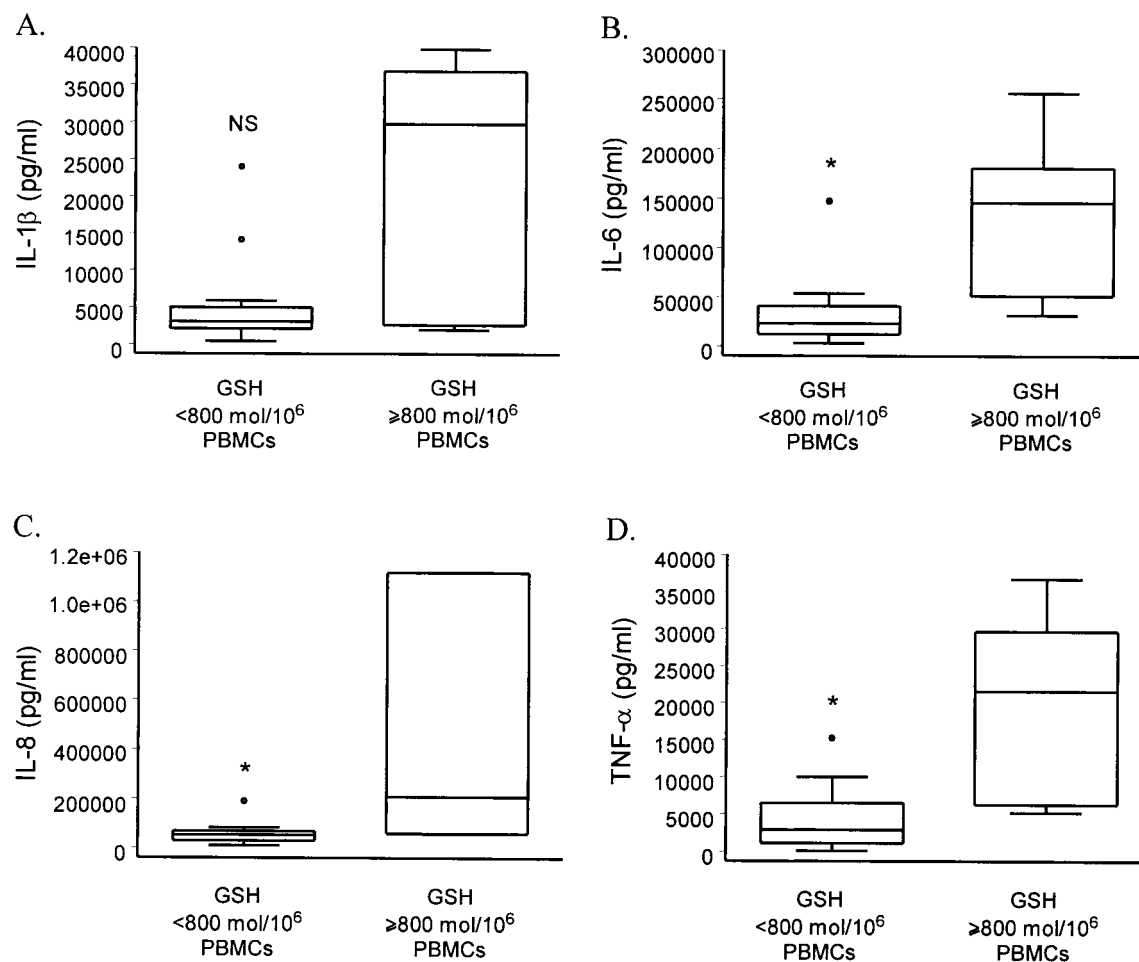 A.
40000
35000
30000
25000
20000
15000
10000
5000
0
IL-1β (pg/ml)
NS
GSH
<800 mol/10⁶
PBMCs
GSH
⩾800 mol/10⁶
PBMCs
B.
300000
250000
200000
150000
100000
50000
0
IL-6 (pg/ml)
*
GSH
<800 mol/10⁶
PBMCs
GSH
⩾800 mol/10⁶
PBMCs
C.
1.2e+06
1.0e+06
800000
600000
400000
200000
0
IL-8 (pg/ml)
*
GSH
<800 mol/10⁶
PBMCs
GSH
⩾800 mol/10⁶
PBMCs
D.
40000
35000
30000
25000
20000
15000
10000
5000
0
TNF-α (pg/ml)
*
GSH
<800 mol/10⁶
PBMCs
GSH
⩾800 mol/10⁶
PBMCs